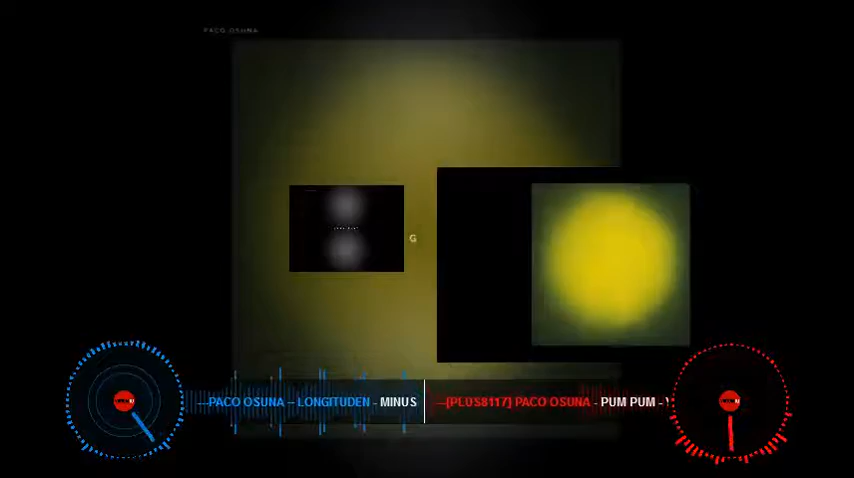 PACO OSUNA
G
---PACO OSUNA -- LONGITUDEN - MINUS
---[PLUS8117] PACO OSUNA - PUM PUM -